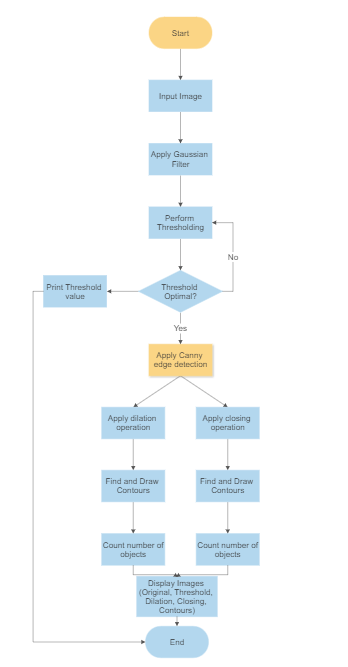 Start
Input Image
Apply Gaussian
Filter
Perform
Thresholding
No
Print Threshold
value
Threshold
Optimal?
Yes
Apply Canny
edge detection
Apply dilation
operation
Apply closing
operation
Find and Draw
Contours
Find and Draw
Contours
Count number of
objects
Count number of
objects
Display Images
(Original, Threshold,
Dilation, Closing,
Contours)
End